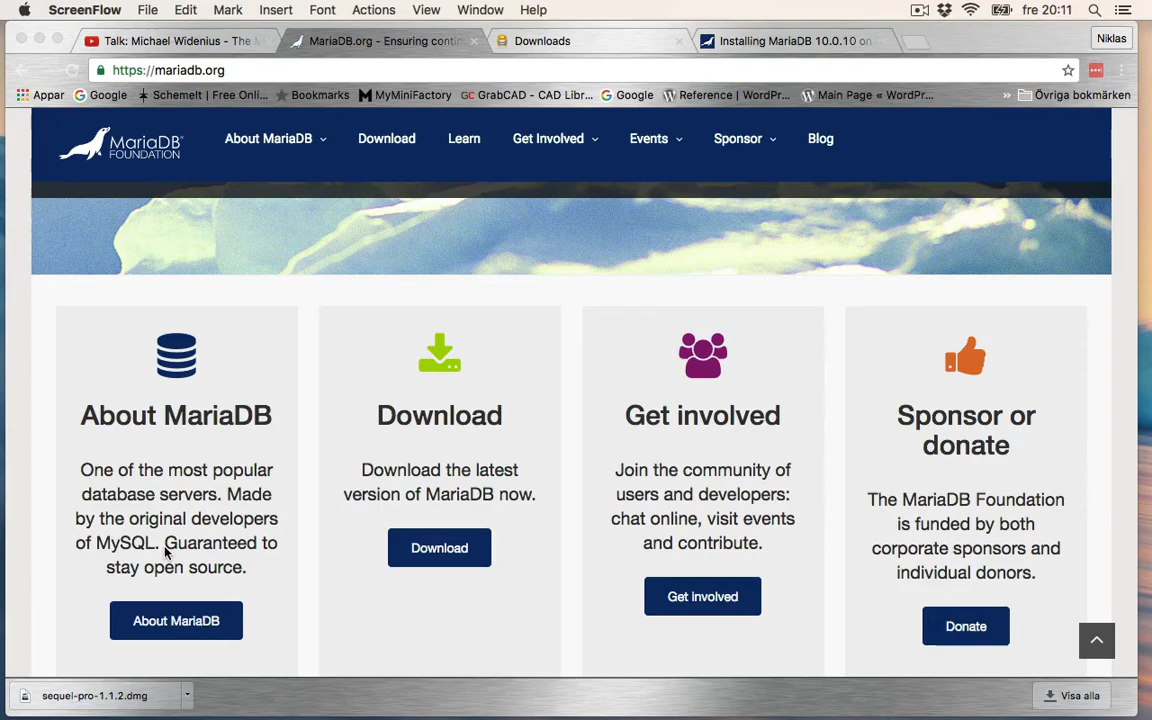 ScreenFlow File Edit Mark Insert Font Actions View Window Help fre 20:11
Talk: Michael Widenius - The M
MariaDB.org - Ensuring conti
Downloads
Installing MariaDB 10.0.10 on
Niklas
https://mariadb.org
Appar Google Schemelt | Free Onli... Bookmarks MyMiniFactory GC GrabCAD - CAD Libr... Google Reference | WordPr... Main Page « WordPr... » Övriga bokmärken
MariaDB
FOUNDATION
About MariaDB Download Learn Get Involved Events Sponsor Blog
About MariaDB
One of the most popular
database servers. Made
by the original developers
of MySQL. Guaranteed to
stay open source.
About MariaDB
Download
Download the latest
version of MariaDB now.
Download
Get involved
Join the community of
users and developers:
chat online, visit events
and contribute.
Get involved
Sponsor or
donate
The MariaDB Foundation
is funded by both
corporate sponsors and
individual donors.
Donate
sequel-pro-1.1.2.dmg
Visa alla